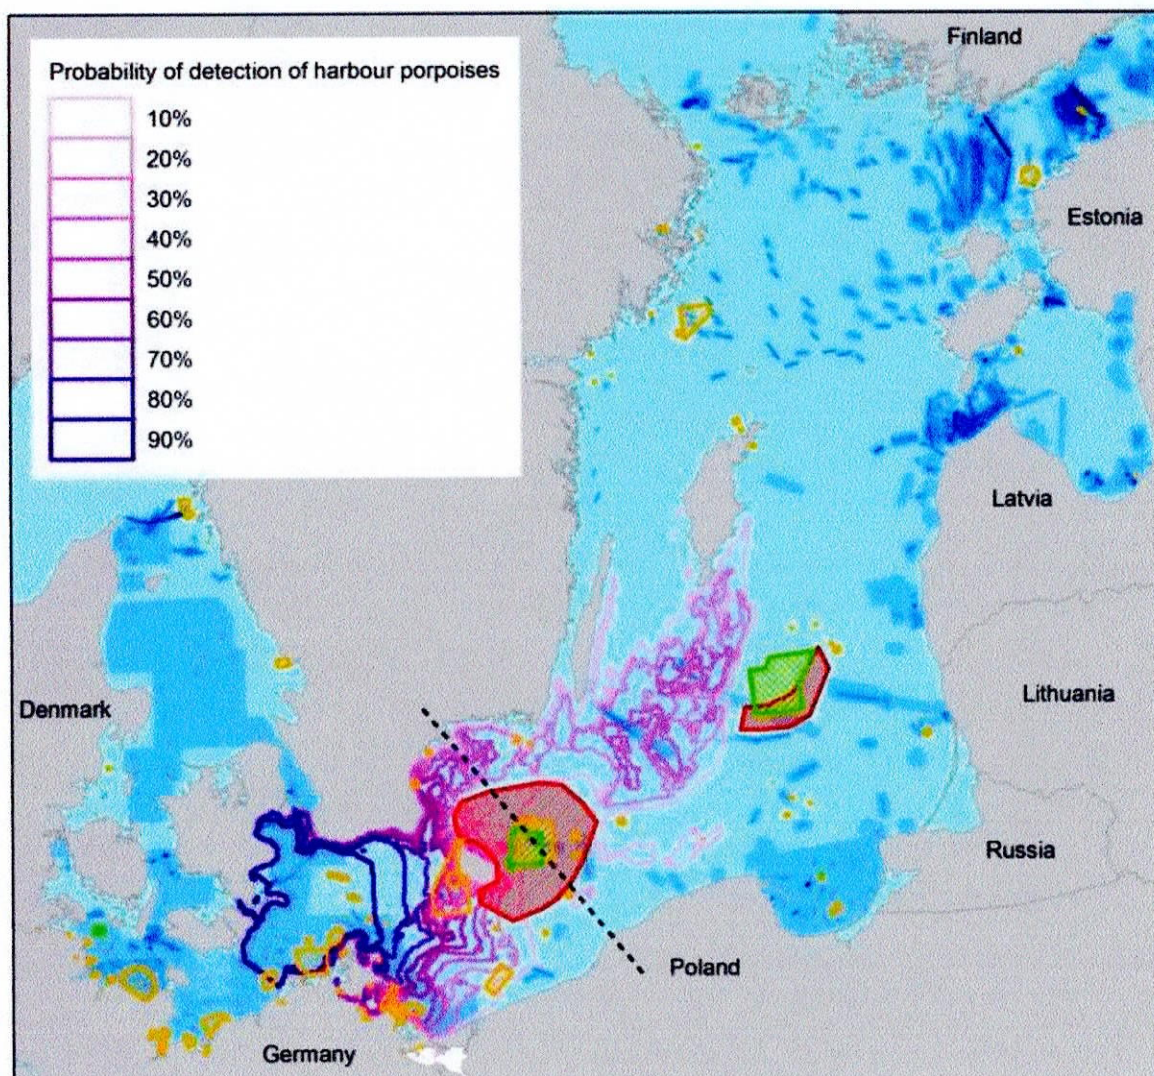 Finland
Probability of detection of harbour porpoises
10%
20%
30%
40%
50%
60%
70%
80%
90%
Estonia
Latvia
Denmark
Lithuania
Russia
Poland
Germany